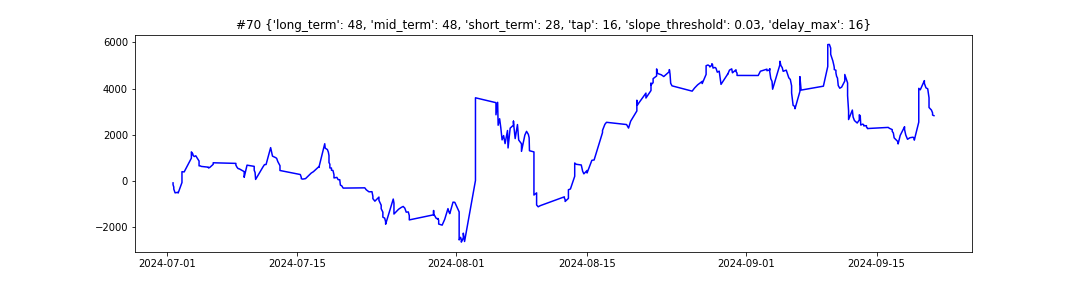 #70 {'long_term': 48, 'mid_term': 48, 'short_term': 28, 'tap': 16, 'slope_threshold': 0.03, 'delay_max': 16}
6000
4000
2000
0
−2000
2024-07-01 2024-07-15 2024-08-01 2024-08-15 2024-09-01 2024-09-15